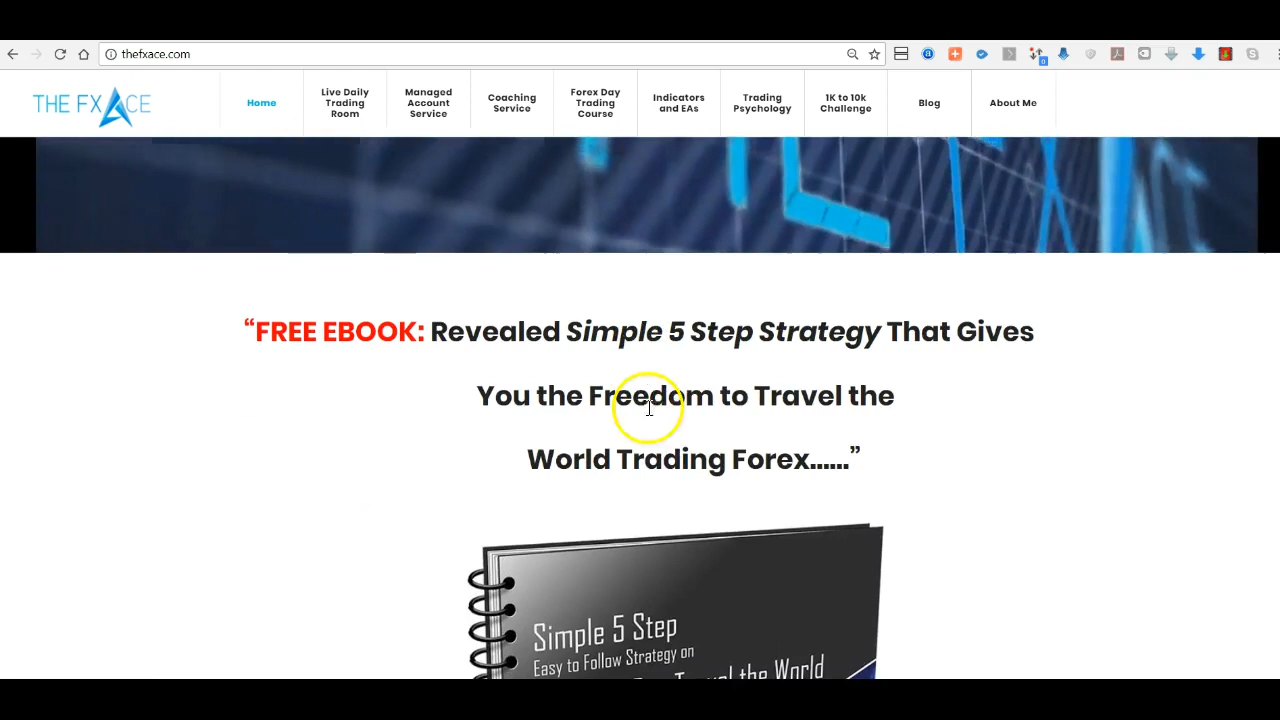 thefxace.com
0
THE FX ACE
Home
Live Daily
Trading
Room
Managed
Account
Service
Coaching
Service
Forex Day
Trading
Course
Indicators
and EAs
Trading
Psychology
1K to 10k
Challenge
Blog
About Me
“FREE EBOOK: Revealed Simple 5 Step Strategy That Gives
You the Freedom to Travel the
World Trading Forex......”
Simple 5 Step
Easy to Follow Strategy on
Travel the World